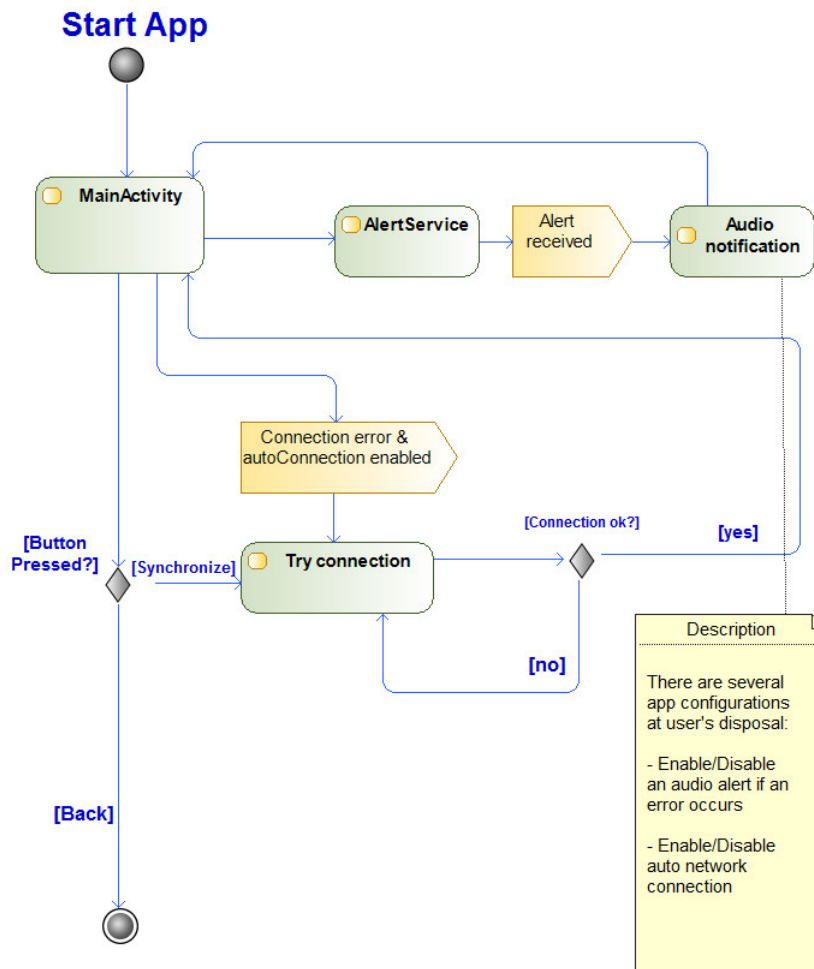 Start App
MainActivity
AlertService
Alert
received
Audio
notification
Connection error &
autoConnection enabled
[Connection ok?]
[yes]
[Button
Pressed?]
[Synchronize]
Try connection
[no]
[Back]
Description
There are several
app configurations
at user's disposal:
- Enable/Disable
an audio alert if an
error occurs
- Enable/Disable
auto network
connection